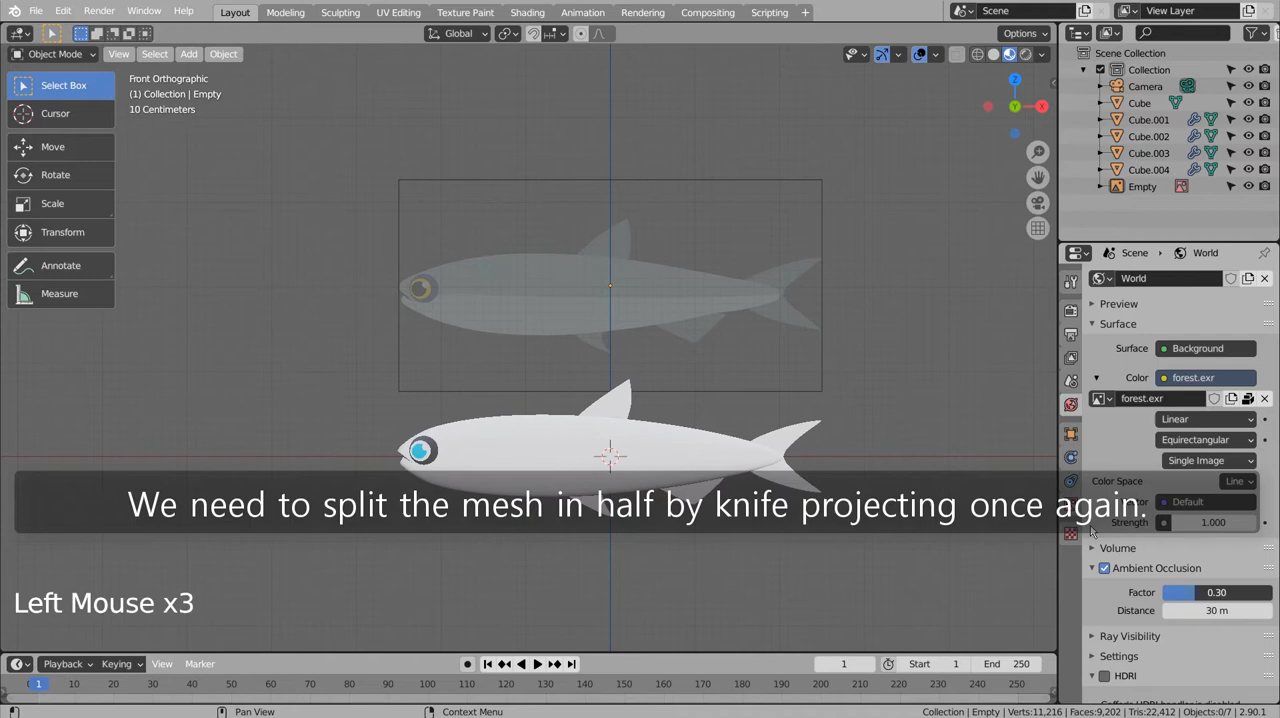 File Edit Render Window Help Layout Modeling Sculpting UV Editing Texture Paint Shading Animation Rendering Compositing Scripting + Scene View Layer
Global Options
Object Mode View Select Add Object
Select Box
Cursor
Move
Rotate
Scale
Transform
Annotate
Measure
Front Orthographic
(1) Collection | Empty
10 Centimeters
Z
Y
X
Scene Collection
Collection
Camera
Cube
Cube.001
Cube.002
Cube.003
Cube.004
Empty
Scene World
World
Preview
Surface
Surface Background
Color forest.exr
forest.exr
Linear
Equirectangular
Single Image
Color Space Line
Default
Strength 1.000
Volume
Ambient Occlusion
Factor 0.30
Distance 30 m
Ray Visibility
Settings
HDRI
We need to split the mesh in half by knife projecting once again.
Left Mouse x3
Playback Keying View Marker 1 Start 1 End 250
1 10 20 30 40 50 60 70 80 90 100 110 120 130 140 150 160 170 180 190 200 210 220 230 240 250
Pan View Context Menu Collection | Empty | Verts:11,216 | Faces:9,202 | Tris:22,412 | Objects:0/7 | 2.90.1